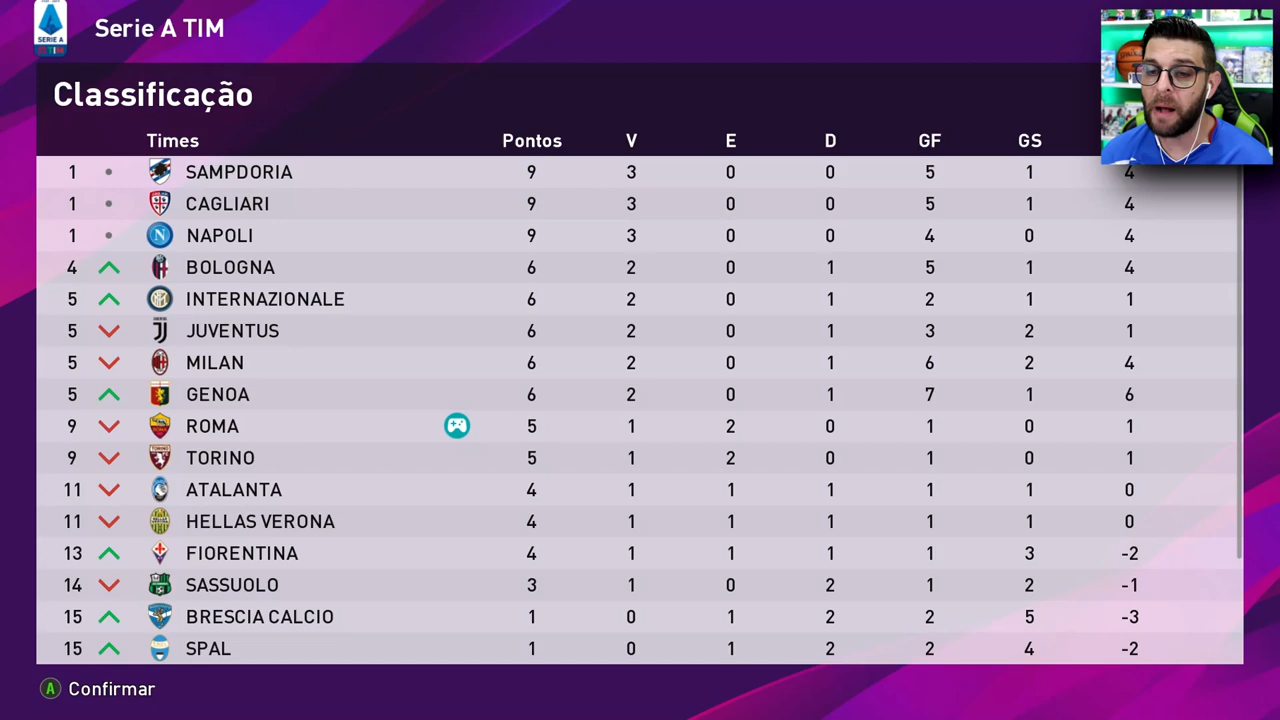 Serie A TIM
SERIE A
TIM
Classificação
Times Pontos V E D GF GS
1 SAMPDORIA 9 3 0 0 5 1 4
1 CAGLIARI 9 3 0 0 5 1 4
1 NAPOLI 9 3 0 0 4 0 4
4 BOLOGNA 6 2 0 1 5 1 4
5 INTERNAZIONALE 6 2 0 1 2 1 1
5 JUVENTUS 6 2 0 1 3 2 1
5 MILAN 6 2 0 1 6 2 4
5 GENOA 6 2 0 1 7 1 6
9 ROMA 5 1 2 0 1 0 1
9 TORINO 5 1 2 0 1 0 1
11 ATALANTA 4 1 1 1 1 1 0
11 HELLAS VERONA 4 1 1 1 1 1 0
13 FIORENTINA 4 1 1 1 1 3 -2
14 SASSUOLO 3 1 0 2 1 2 -1
15 BRESCIA CALCIO 1 0 1 2 2 5 -3
15 SPAL 1 0 1 2 2 4 -2
A Confirmar